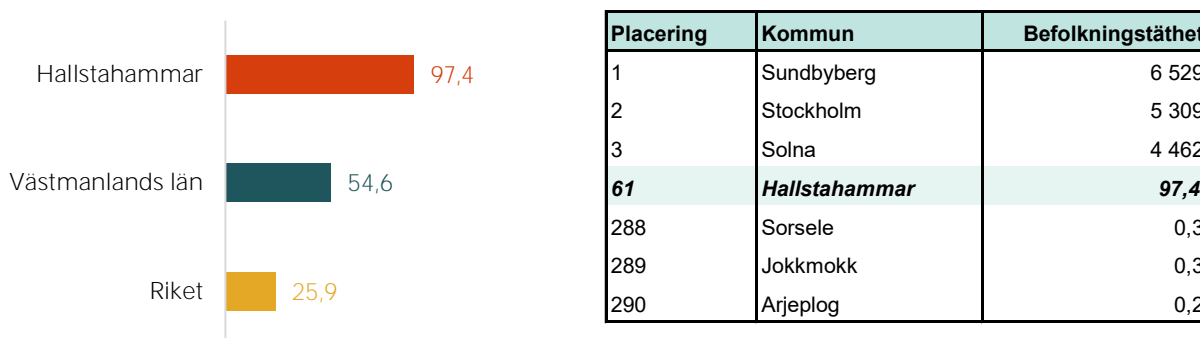 Hallstahammar 97,4
Västmanlands län 54,6
Riket 25,9
Placering Kommun Befolkningstäthet
1 Sundbyberg 6 529
2 Stockholm 5 309
3 Solna 4 462
61 Hallstahammar 97,4
288 Sorsele 0,3
289 Jokkmokk 0,3
290 Arjeplog 0,2